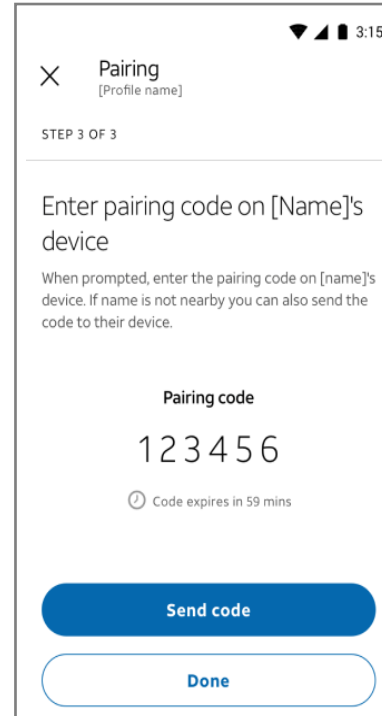 3:15
Pairing
[Profile name]
STEP 3 OF 3
Enter pairing code on [Name]'s
device
When prompted, enter the pairing code on [name]'s
device. If name is not nearby you can also send the
code to their device.
Pairing code
123456
Code expires in 59 mins
Send code
Done